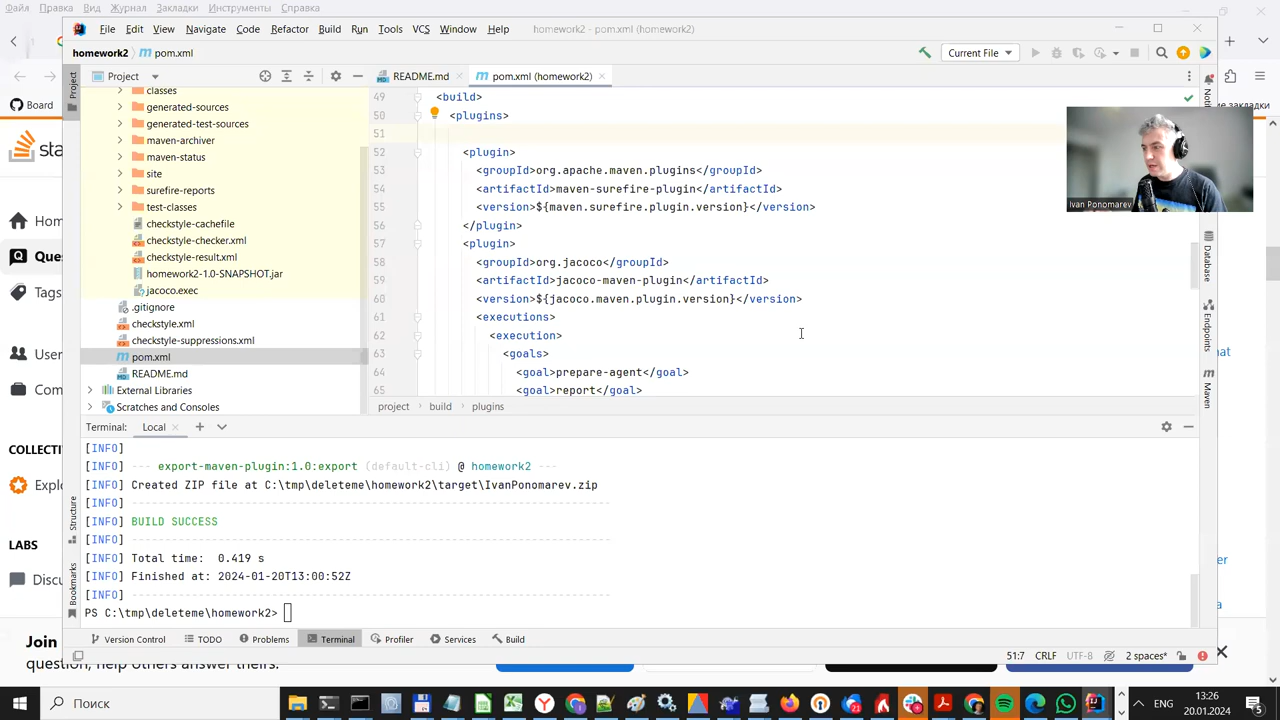 Файл Правка Вид Журнал Закладки Инструменты Справка
File Edit View Navigate Code Refactor Build Run Tools VCS Window Help homework2 - pom.xml (homework2)
homework2 pom.xml
Current File
Project
README.md
pom.xml (homework2)
Board
Project
classes
generated-sources
generated-test-sources
maven-archiver
maven-status
site
surefire-reports
test-classes
checkstyle-cachefile
checkstyle-checker.xml
checkstyle-result.xml
homework2-1.0-SNAPSHOT.jar
jacoco.exec
.gitignore
checkstyle.xml
checkstyle-suppressions.xml
pom.xml
README.md
External Libraries
Scratches and Consoles
49 <build>
50 <plugins>
51
52 <plugin>
53 <groupId>org.apache.maven.plugins</groupId>
54 <artifactId>maven-surefire-plugin</artifactId>
55 <version>${maven.surefire.plugin.version}</version>
56 </plugin>
57 <plugin>
58 <groupId>org.jacoco</groupId>
59 <artifactId>jacoco-maven-plugin</artifactId>
60 <version>${jacoco.maven.plugin.version}</version>
61 <executions>
62 <execution>
63 <goals>
64 <goal>prepare-agent</goal>
65 <goal>report</goal>
project build plugins
Ivan Ponomarev
Database
Endpoints
Maven
sta
Hom
Que
Tags
User
Com
COLLECTI
Explo
LABS
Discu
Join
question, help others answer theirs.
Terminal: Local
[INFO]
[INFO] --- export-maven-plugin:1.0:export (default-cli) @ homework2 ---
[INFO] Created ZIP file at C:\tmp\deleteme\homework2\target\IvanPonomarev.zip
[INFO] ------------------------------------------------------------------------
[INFO] BUILD SUCCESS
[INFO] ------------------------------------------------------------------------
[INFO] Total time: 0.419 s
[INFO] Finished at: 2024-01-20T13:00:52Z
[INFO] ------------------------------------------------------------------------
PS C:\tmp\deleteme\homework2>
Structure
Bookmarks
Version Control TODO Problems Terminal Profiler Services Build
51:7 CRLF UTF-8 2 spaces*
Поиск
ENG
13:26
20.01.2024